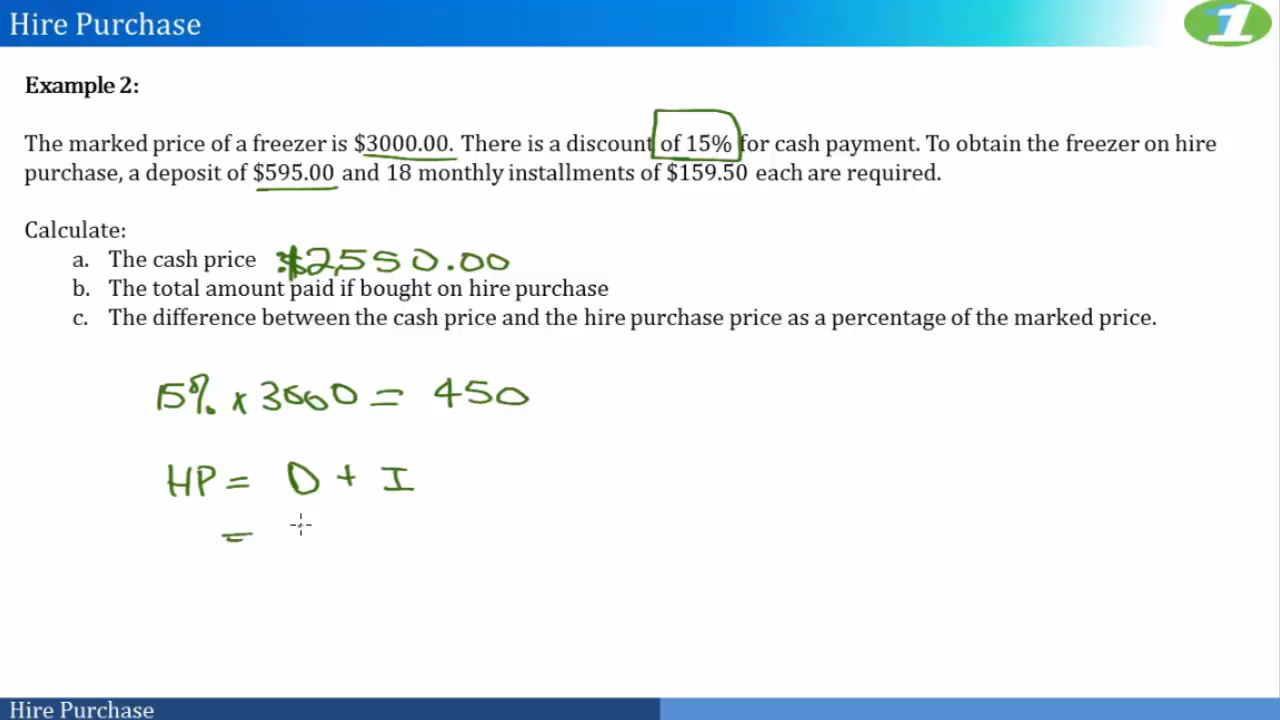 Hire Purchase
1
Example 2:
The marked price of a freezer is $3000.00. There is a discount of 15% for cash payment. To obtain the freezer on hire
purchase, a deposit of $595.00 and 18 monthly installments of $159.50 each are required.
Calculate:
a. The cash price :$2,550.00
b. The total amount paid if bought on hire purchase
c. The difference between the cash price and the hire purchase price as a percentage of the marked price.
15% x 3000 = 450
HP = D + I
=
Hire Purchase